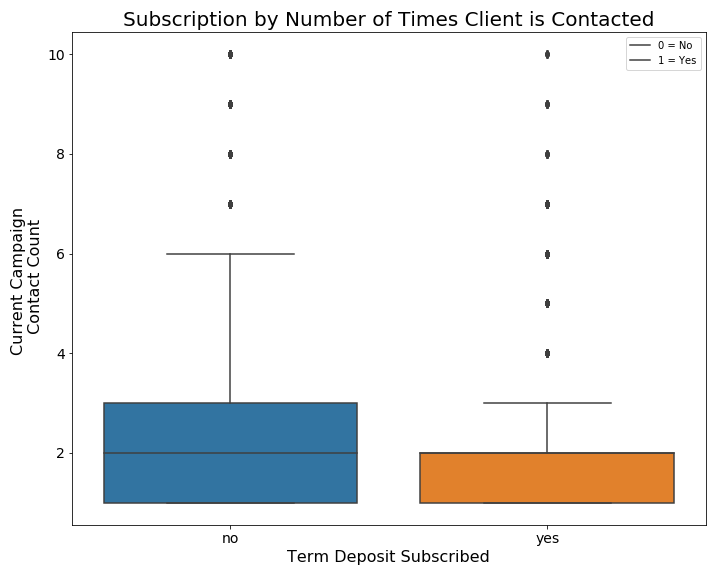 Subscription by Number of Times Client is Contacted
0 = No
1 = Yes
10
8
6
4
2
Current Campaign
Contact Count
no
yes
Term Deposit Subscribed